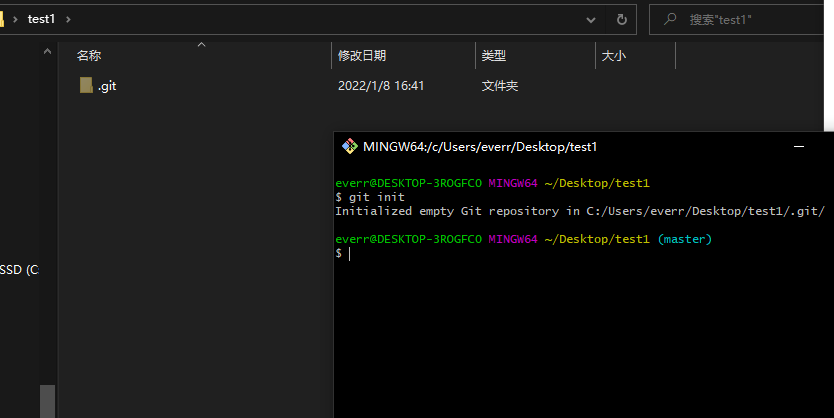 test1
搜索"test1"
名称 修改日期 类型 大小
.git 2022/1/8 16:41 文件夹
SSD (C
MINGW64:/c/Users/everr/Desktop/test1
everr@DESKTOP-3ROGFCO MINGW64 ~/Desktop/test1
$ git init
Initialized empty Git repository in C:/Users/everr/Desktop/test1/.git/
everr@DESKTOP-3ROGFCO MINGW64 ~/Desktop/test1 (master)
$